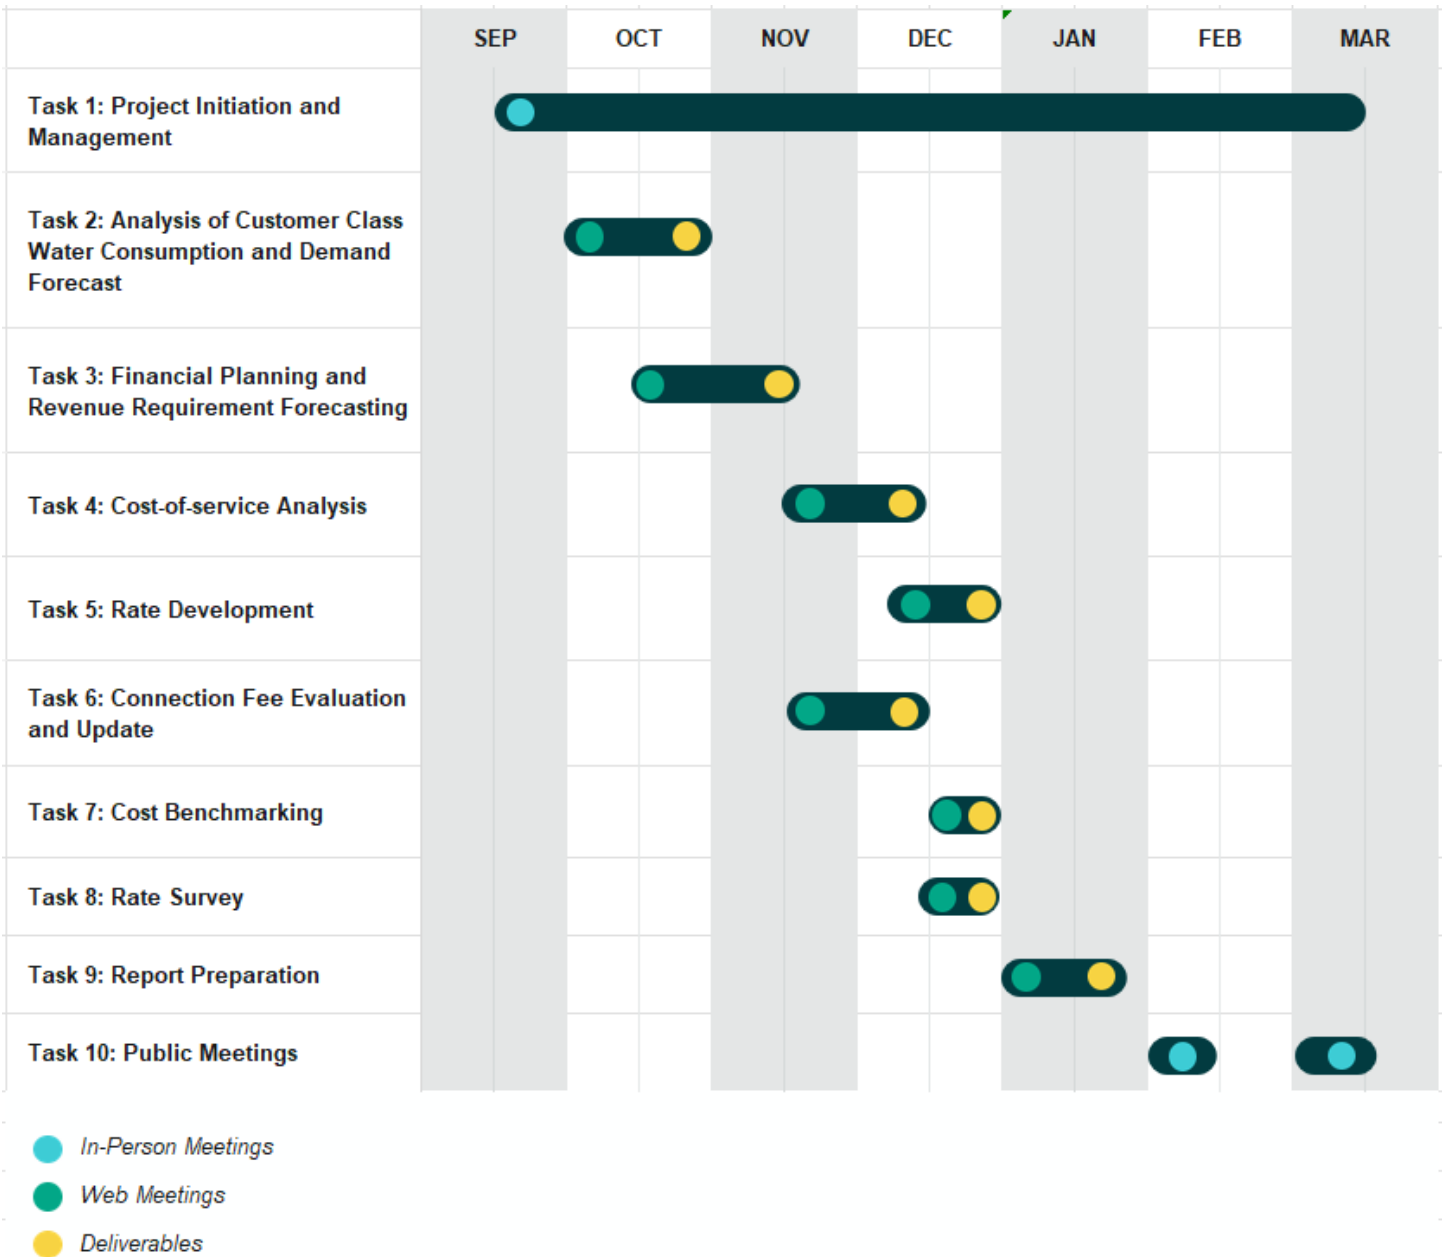 SEP OCT NOV DEC JAN FEB MAR
Task 1: Project Initiation and
Management
Task 2: Analysis of Customer Class
Water Consumption and Demand
Forecast
Task 3: Financial Planning and
Revenue Requirement Forecasting
Task 4: Cost-of-service Analysis
Task 5: Rate Development
Task 6: Connection Fee Evaluation
and Update
Task 7: Cost Benchmarking
Task 8: Rate Survey
Task 9: Report Preparation
Task 10: Public Meetings
In-Person Meetings
Web Meetings
Deliverables